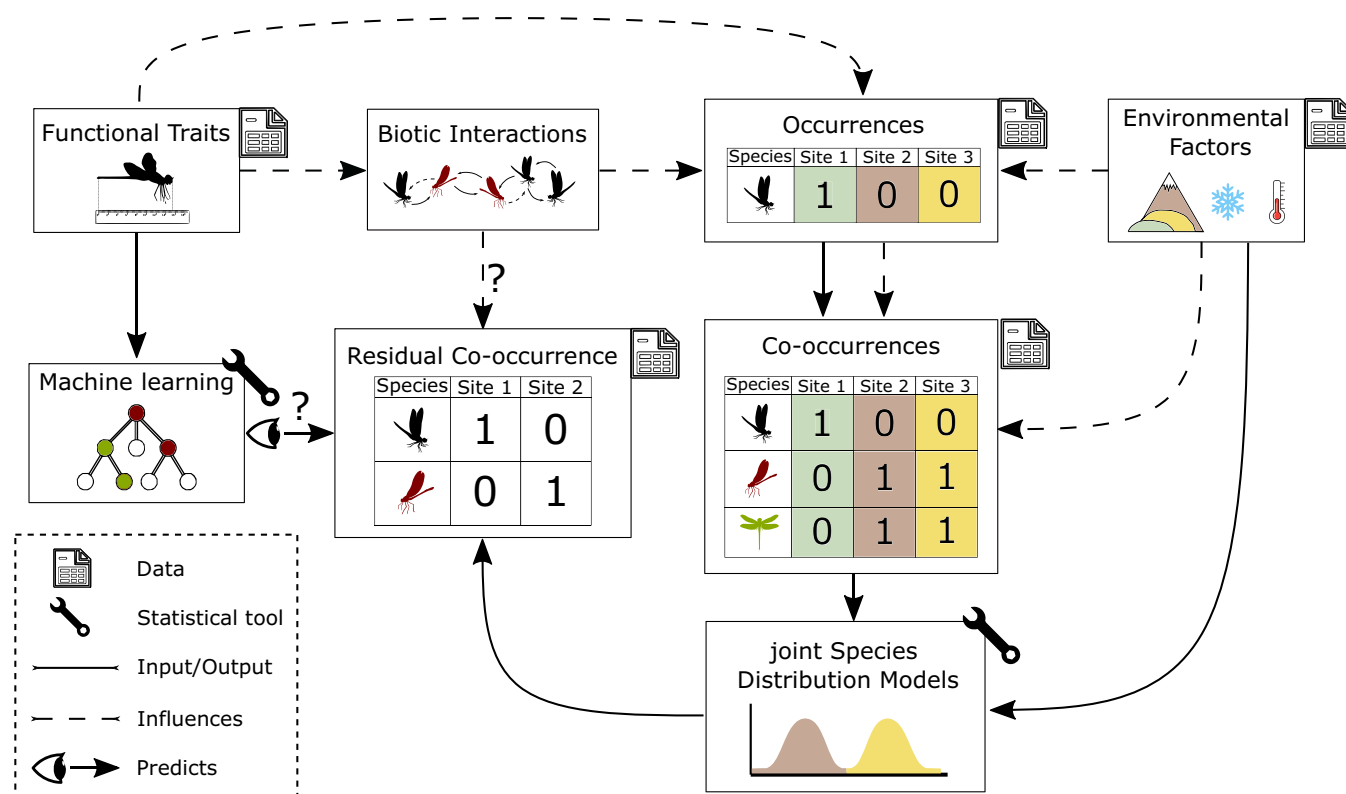 Functional Traits
Biotic Interactions
?
Occurrences
Species Site 1 Site 2 Site 3
1 0 0
Environmental
Factors
Machine learning
?
Residual Co-occurrence
Species Site 1 Site 2
1 0
0 1
Co-occurrences
Species Site 1 Site 2 Site 3
1 0 0
0 1 1
0 1 1
joint Species
Distribution Models
Data
Statistical tool
Input/Output
Influences
Predicts